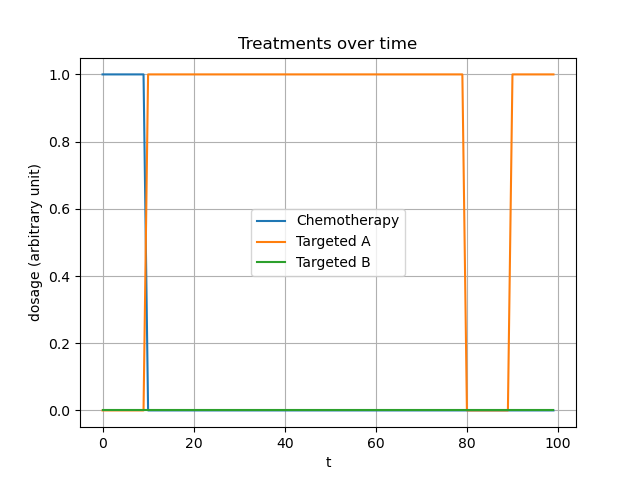 Treatments over time
dosage (arbitrary unit)
1.0
0.8
0.6
0.4
0.2
0.0
Chemotherapy
Targeted A
Targeted B
0 20 40 60 80 100
t